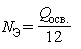 Nэ = Qосв. / 12